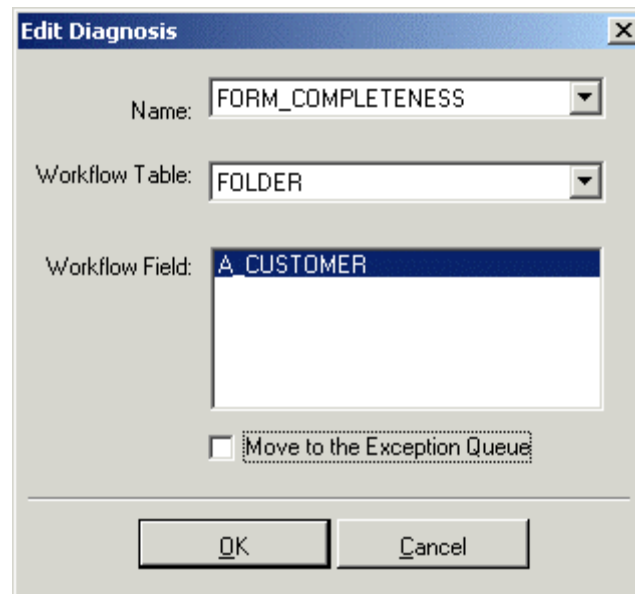 Edit Diagnosis
Name: FORM_COMPLETENESS
Workflow Table: FOLDER
Workflow Field: A_CUSTOMER
Move to the Exception Queue
OK Cancel